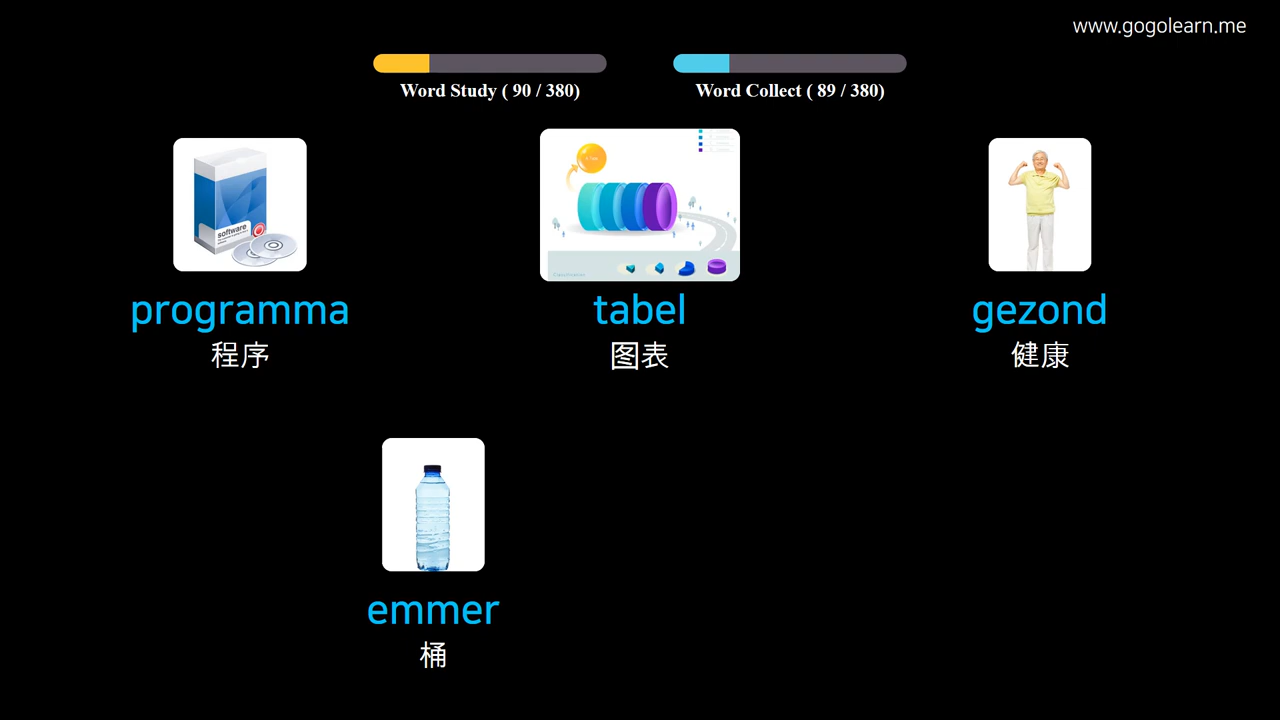 www.gogolearn.me
Word Study ( 90 / 380)
Word Collect ( 89 / 380)
software
programma
tabel
gezond
程序
图表
健康
emmer
桶